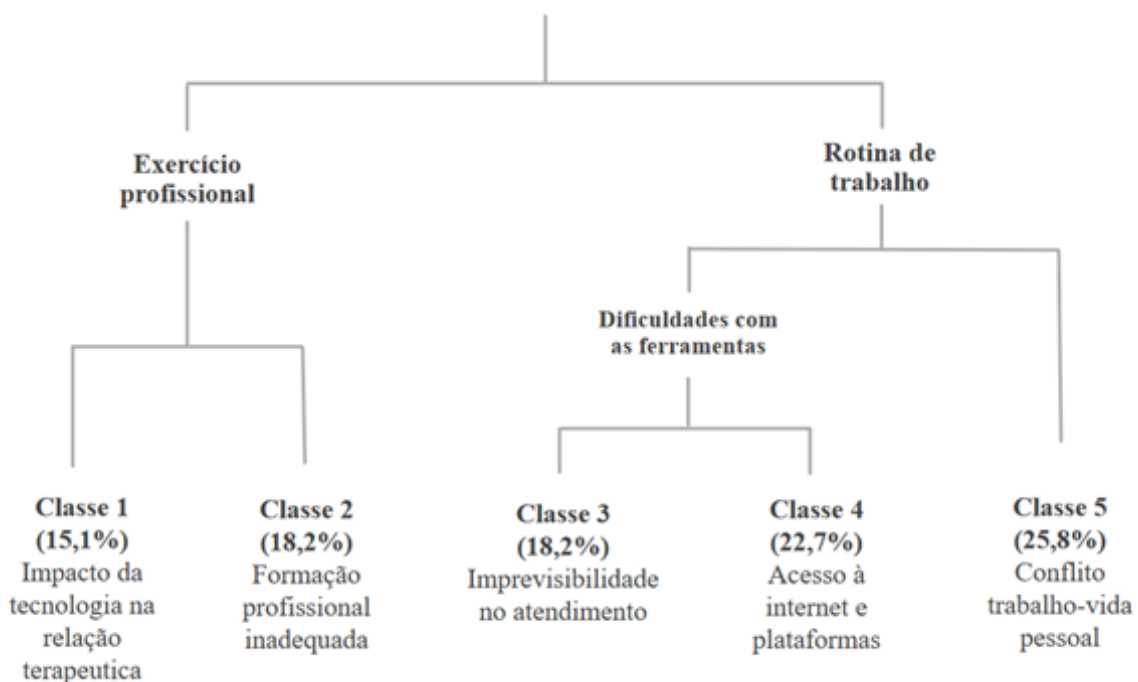 Exercício
profissional
Rotina de
trabalho
Dificuldades com
as ferramentas
Classe 1
(15,1%)
Impacto da
tecnologia na
relação
terapeutica
Classe 2
(18,2%)
Formação
profissional
inadequada
Classe 3
(18,2%)
Imprevisibilidade
no atendimento
Classe 4
(22,7%)
Acesso à
internet e
plataformas
Classe 5
(25,8%)
Conflito
trabalho-vida
pessoal